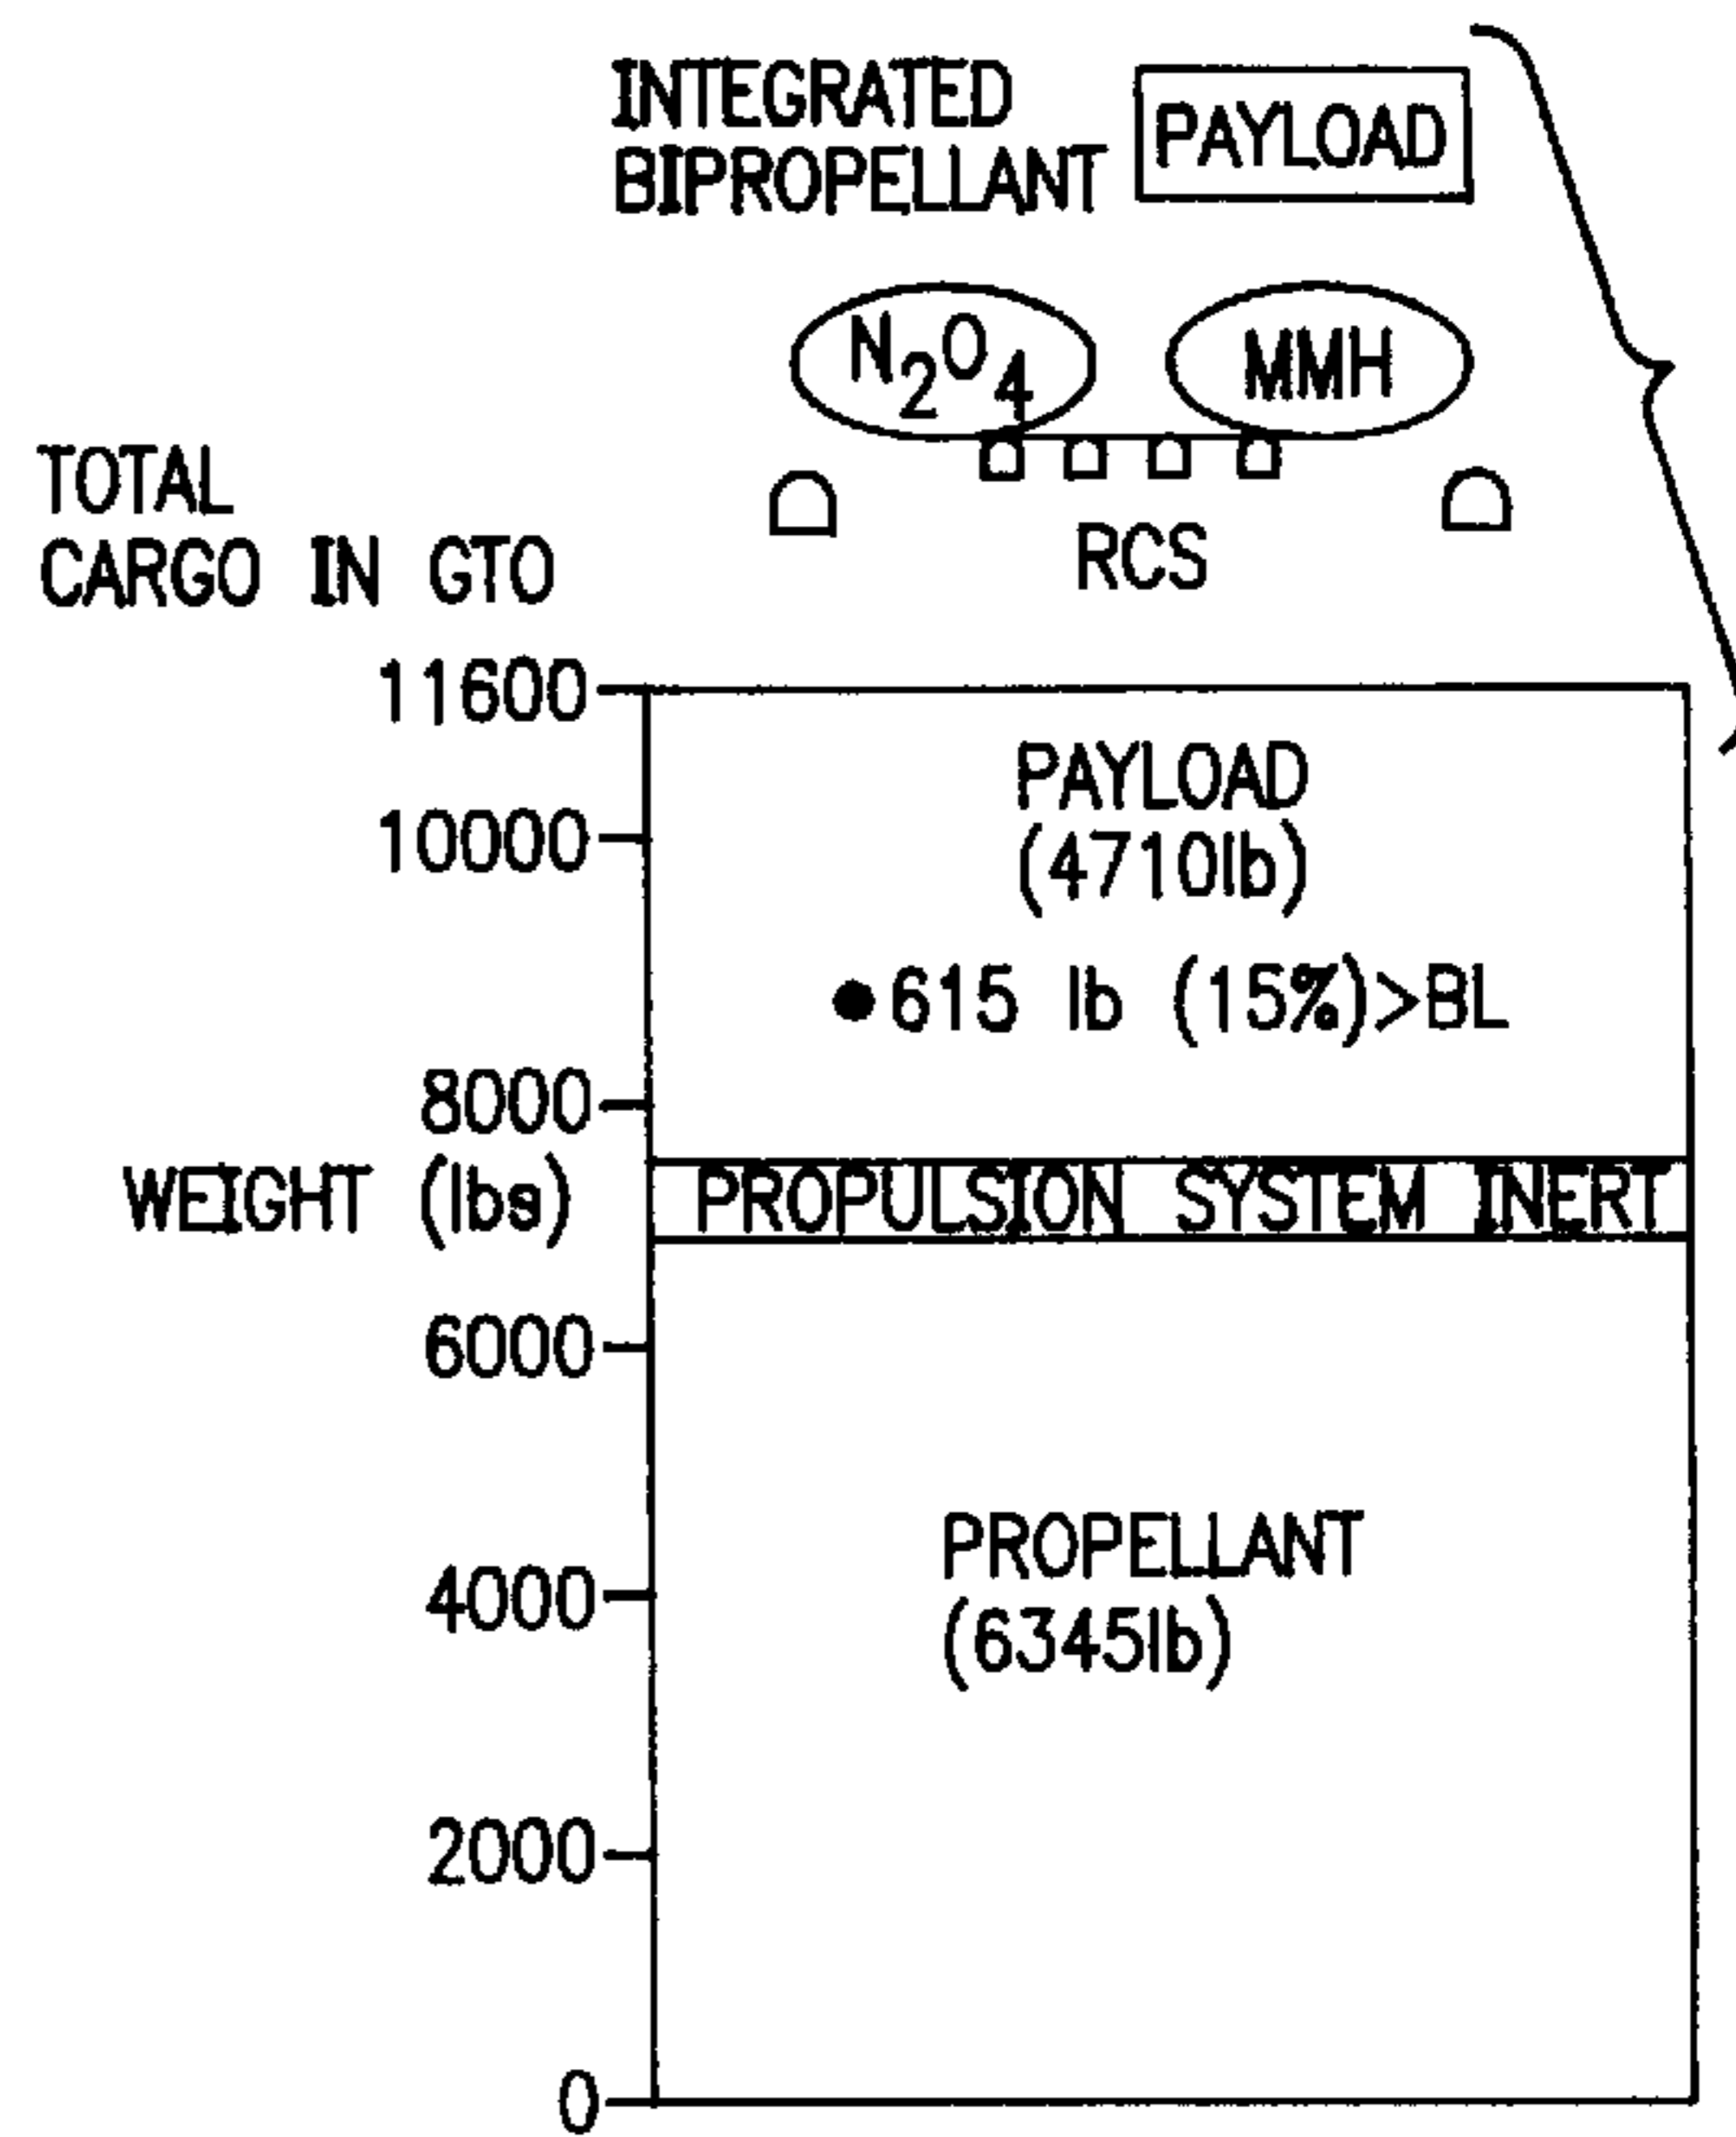 INTEGRATED
BIPROPELLANT
PAYLOAD
N2O4
MMH
RCS
TOTAL
CARGO IN GTO
11600
10000
8000
WEIGHT (lbs)
6000
4000
2000
0
PAYLOAD
(4710lb)
●615 lb (15%)>BL
PROPULSION SYSTEM INERT
PROPELLANT
(6345lb)